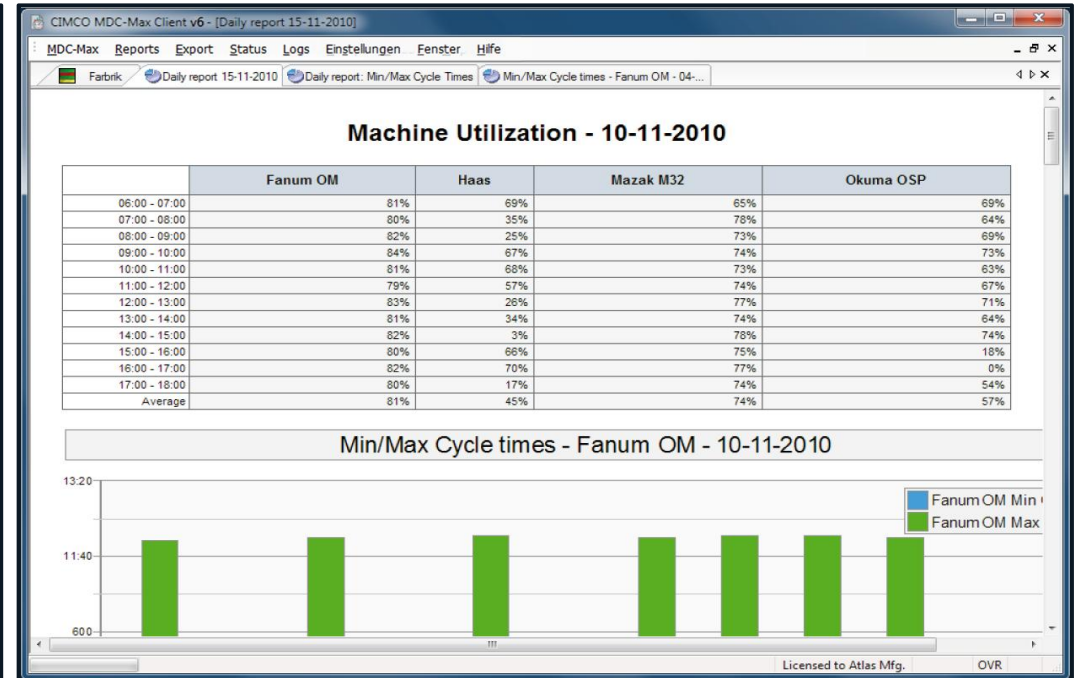 CIMCO MDC-Max Client v6 - [Daily report 15-11-2010]
MDC-Max Reports Export Status Logs Einstellungen Fenster Hilfe
Farbrik Daily report 15-11-2010 Daily report: Min/Max Cycle Times Min/Max Cycle times - Fanum OM - 04-...
Machine Utilization - 10-11-2010
Fanum OM Haas Mazak M32 Okuma OSP
06:00 - 07:00 81% 69% 65% 69%
07:00 - 08:00 80% 35% 78% 64%
08:00 - 09:00 82% 25% 73% 69%
09:00 - 10:00 84% 67% 74% 73%
10:00 - 11:00 81% 68% 73% 63%
11:00 - 12:00 79% 57% 74% 67%
12:00 - 13:00 83% 26% 77% 71%
13:00 - 14:00 81% 34% 74% 64%
14:00 - 15:00 82% 3% 78% 74%
15:00 - 16:00 80% 66% 75% 18%
16:00 - 17:00 82% 70% 77% 0%
17:00 - 18:00 80% 17% 74% 54%
Average 81% 45% 74% 57%
Min/Max Cycle times - Fanum OM - 10-11-2010
13:20
Fanum OM Min
Fanum OM Max
11:40
600
Licensed to Atlas Mfg. OVR